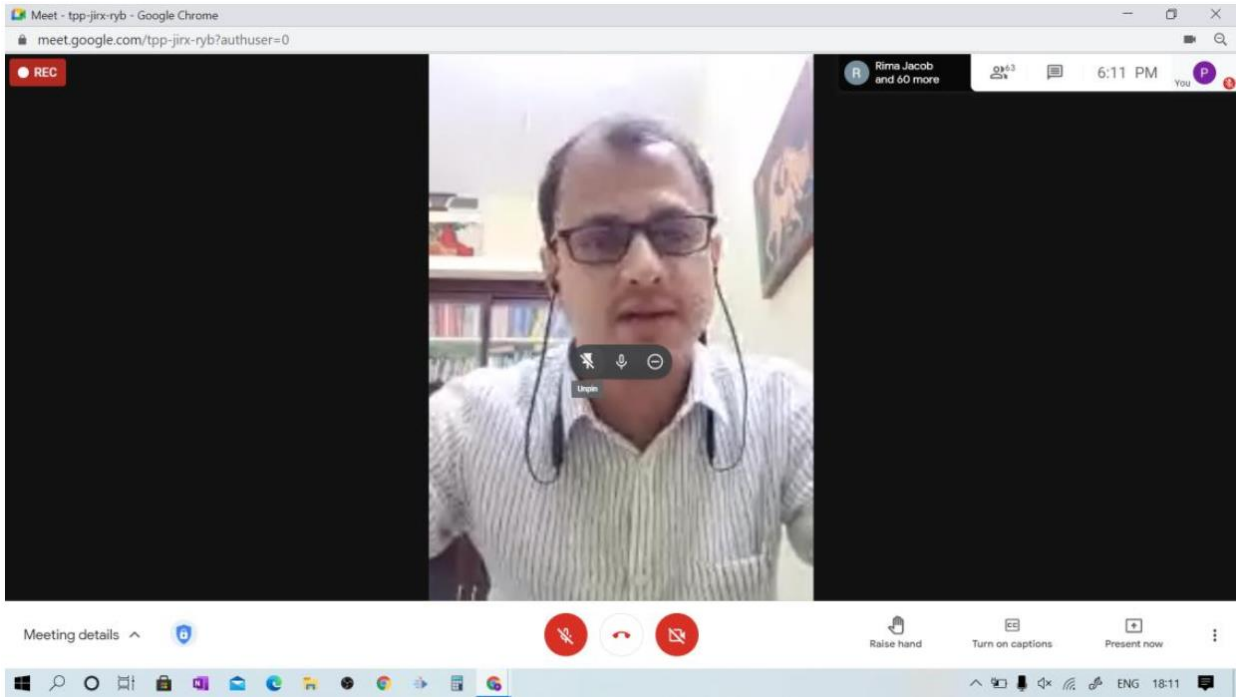 Meet - tpp-jirx-ryb - Google Chrome
meet.google.com/tpp-jirx-ryb?authuser=0
REC
R
Rima Jacob
and 60 more
63
6:11 PM
You
P
Unpin
Meeting details
Raise hand
CC
Turn on captions
Present now
ENG
18:11